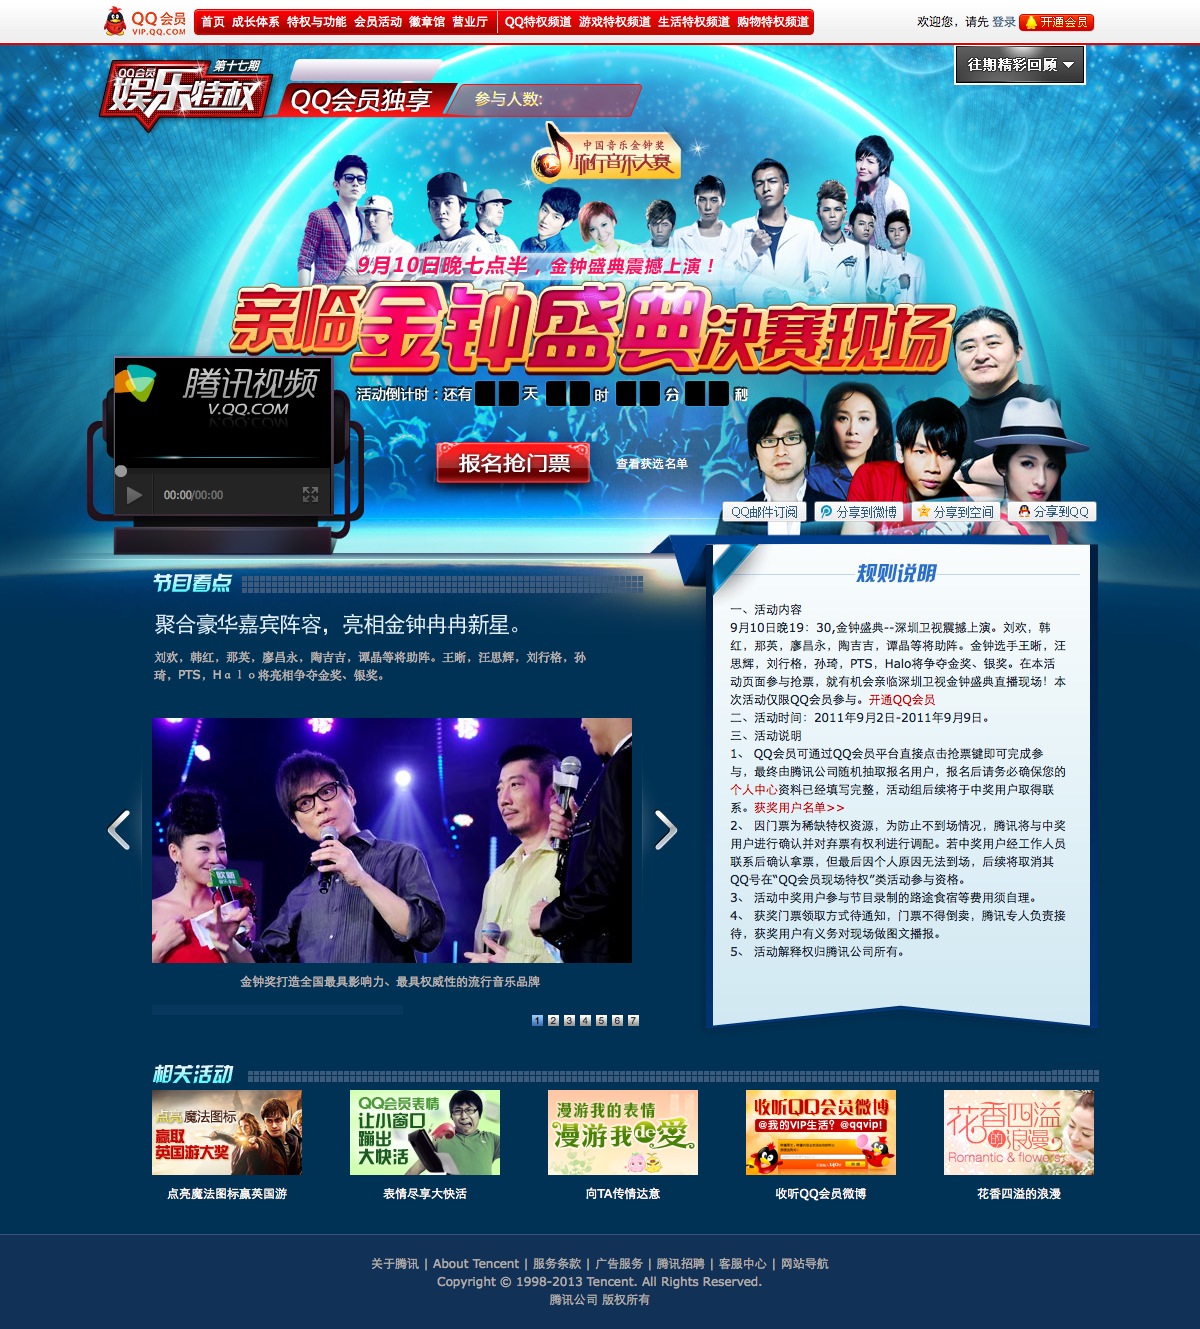 QQ会员
VIP.QQ.COM
首页 成长体系 特权与功能 会员活动 徽章馆 营业厅 QQ特权频道 游戏特权频道 生活特权频道 购物特权频道
欢迎您，请先 登录 开通会员
往期精彩回顾
QQ会员
第十七期
娱乐特权
QQ会员独享
参与人数:
中国音乐金钟奖
流行音乐大赛
9月10日晚七点半，金钟盛典震撼上演！
亲临金钟盛典决赛现场
腾讯视频
V.QQ.COM
00:00/00:00
活动倒计时：还有 天 时 分 秒
报名抢门票
查看获选名单
QQ邮件订阅 分享到微博 分享到空间 分享到QQ
节目看点
聚合豪华嘉宾阵容，亮相金钟冉冉新星。
刘欢，韩红，那英，廖昌永，陶吉吉，谭晶等将助阵。王晰，汪思辉，刘行格，孙
琦，PTS，Ｈａｌｏ将亮相争夺金奖、银奖。
金钟奖打造全国最具影响力、最具权威性的流行音乐品牌
1 2 3 4 5 6 7
规则说明
一、活动内容
9月10日晚19：30,金钟盛典--深圳卫视震撼上演。刘欢，韩
红，那英，廖昌永，陶吉吉，谭晶等将助阵。金钟选手王晰，汪
思辉，刘行格，孙琦，PTS，Halo将争夺金奖、银奖。在本活
动页面参与抢票，就有机会亲临深圳卫视金钟盛典直播现场！本
次活动仅限QQ会员参与。开通QQ会员
二、活动时间：2011年9月2日-2011年9月9日。
三、活动说明
1、 QQ会员可通过QQ会员平台直接点击抢票键即可完成参
与，最终由腾讯公司随机抽取报名用户，报名后请务必确保您的
个人中心资料已经填写完整，活动组后续将于中奖用户取得联
系。获奖用户名单>>
2、 因门票为稀缺特权资源，为防止不到场情况，腾讯将与中奖
用户进行确认并对弃票有权利进行调配。若中奖用户经工作人员
联系后确认拿票，但最后因个人原因无法到场，后续将取消其
QQ号在“QQ会员现场特权”类活动参与资格。
3、 活动中奖用户参与节目录制的路途食宿等费用须自理。
4、 获奖门票领取方式待通知，门票不得倒卖，腾讯专人负责接
待，获奖用户有义务对现场做图文播报。
5、 活动解释权归腾讯公司所有。
相关活动
点亮魔法图标
赢取
英国游大奖
QQ会员表情
让小窗口
蹦出
大快活
漫游我的表情
漫游我de爱
收听QQ会员微博
@我的VIP生活？@qqvip!
花香四溢
的浪漫
Romantic & flowers
点亮魔法图标赢英国游
表情尽享大快活
向TA传情达意
收听QQ会员微博
花香四溢的浪漫
关于腾讯 | About Tencent | 服务条款 | 广告服务 | 腾讯招聘 | 客服中心 | 网站导航
Copyright © 1998-2013 Tencent. All Rights Reserved.
腾讯公司 版权所有